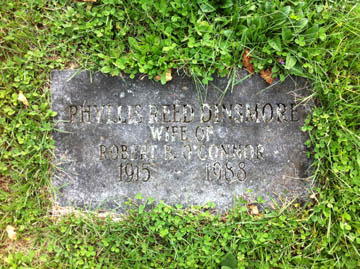 PHYLLIS REED DINSMORE
WIFE OF
ROBERT B. O'CONNOR
1915 1988